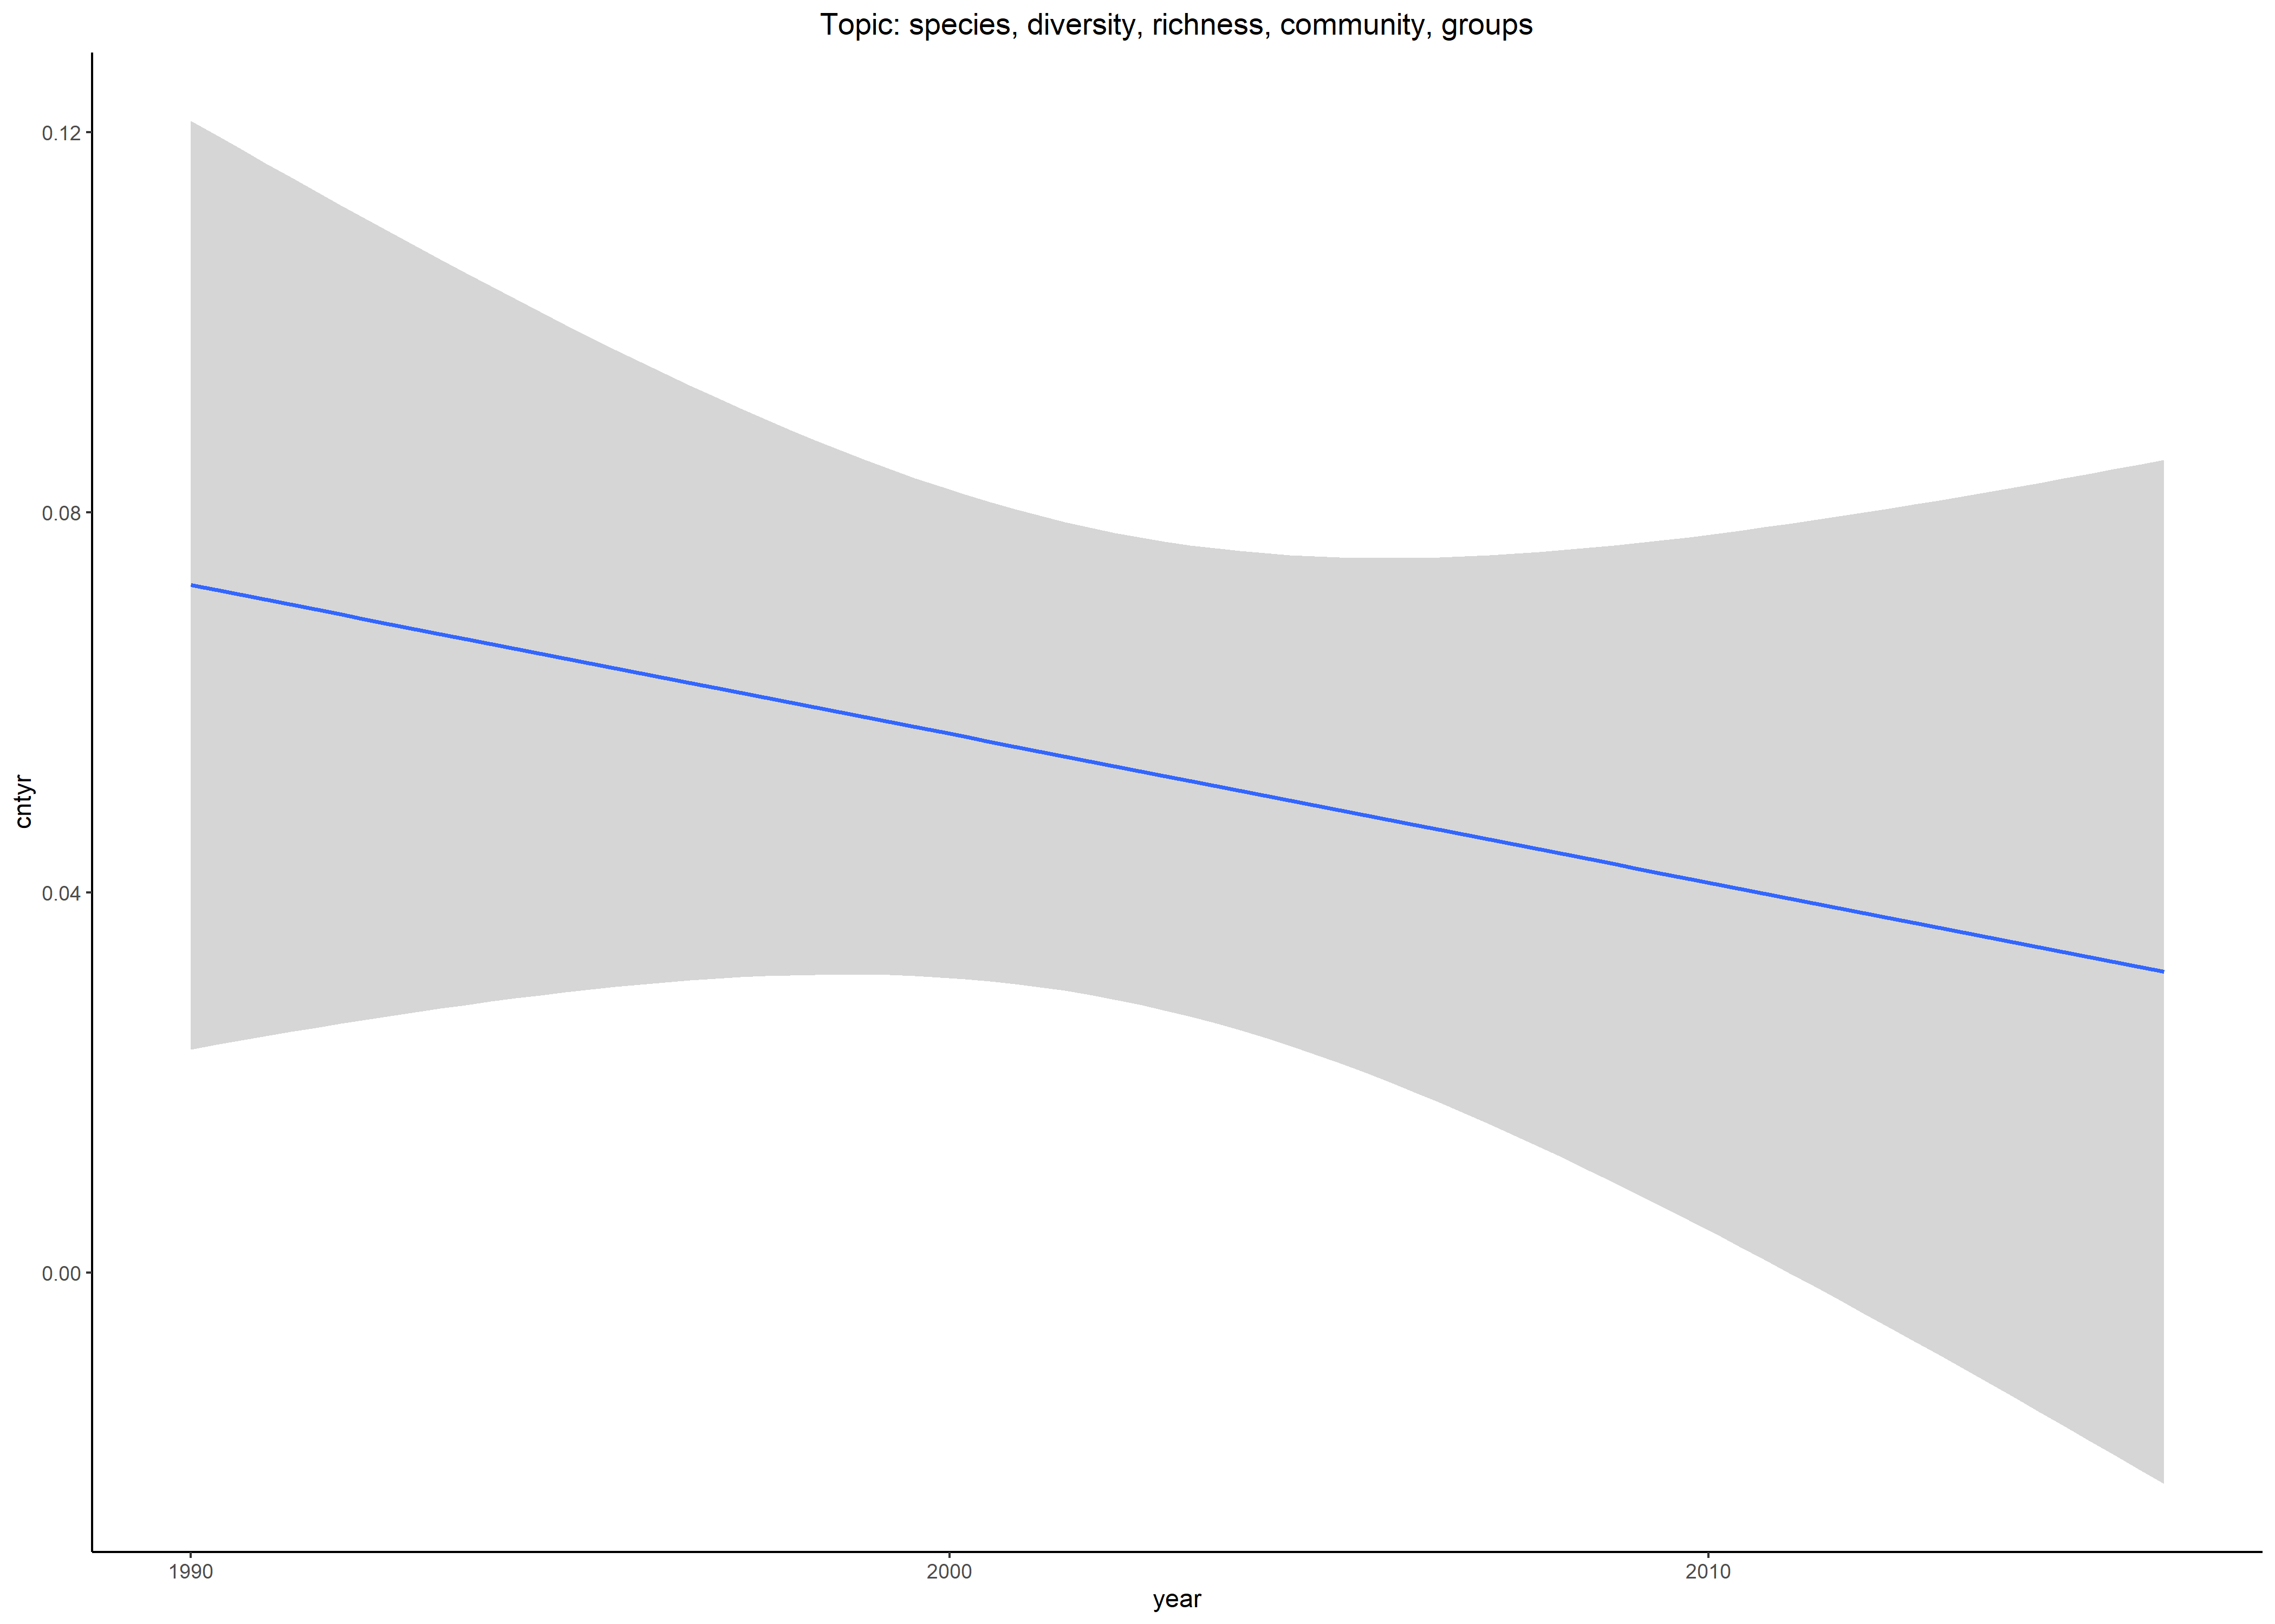 Topic: species, diversity, richness, community, groups
0.12
0.08
0.04
0.00
cntyr
1990 2000 2010
year